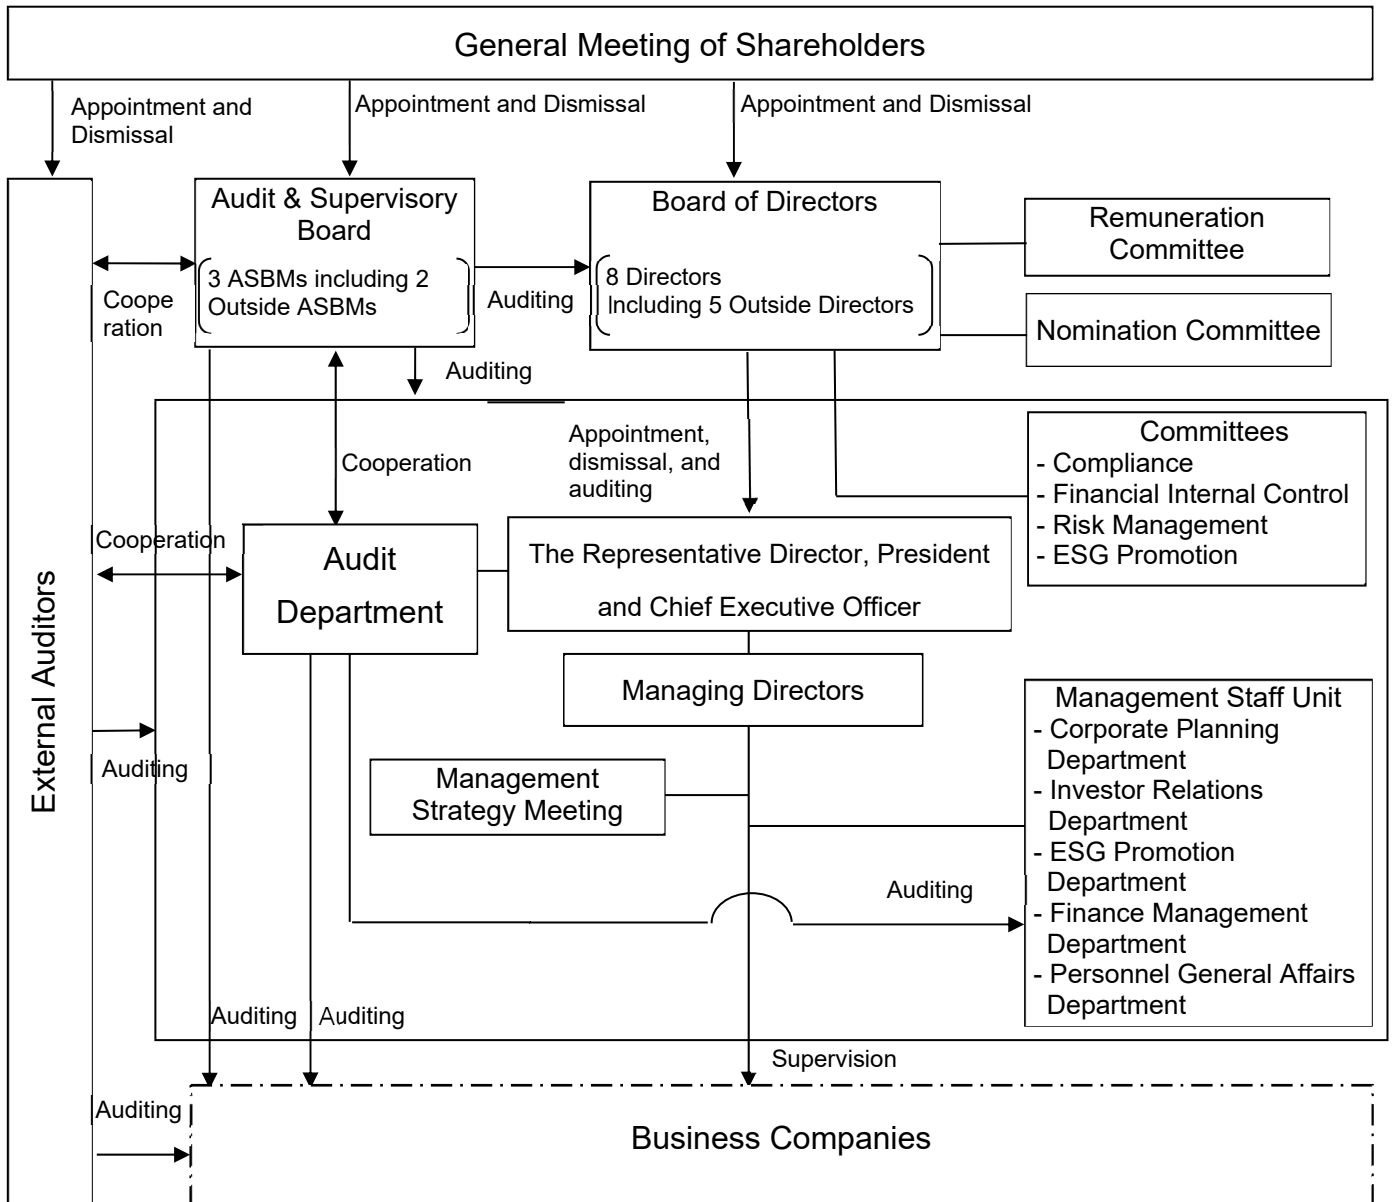 General Meeting of Shareholders
Appointment and
Dismissal
Appointment and Dismissal
Appointment and Dismissal
Audit & Supervisory
Board
3 ASBMs including 2
Outside ASBMs
Board of Directors
8 Directors
Including 5 Outside Directors
Remuneration
Committee
Nomination Committee
Coope
ration
Auditing
Auditing
Appointment,
dismissal, and
auditing
Committees
- Compliance
- Financial Internal Control
- Risk Management
- ESG Promotion
Cooperation
Cooperation
Audit
Department
The Representative Director, President
and Chief Executive Officer
External Auditors
Managing Directors
Management Staff Unit
- Corporate Planning
Department
- Investor Relations
Department
- ESG Promotion
Department
- Finance Management
Department
- Personnel General Affairs
Department
Auditing
Management
Strategy Meeting
Auditing
Auditing
Auditing
Supervision
Auditing
Business Companies